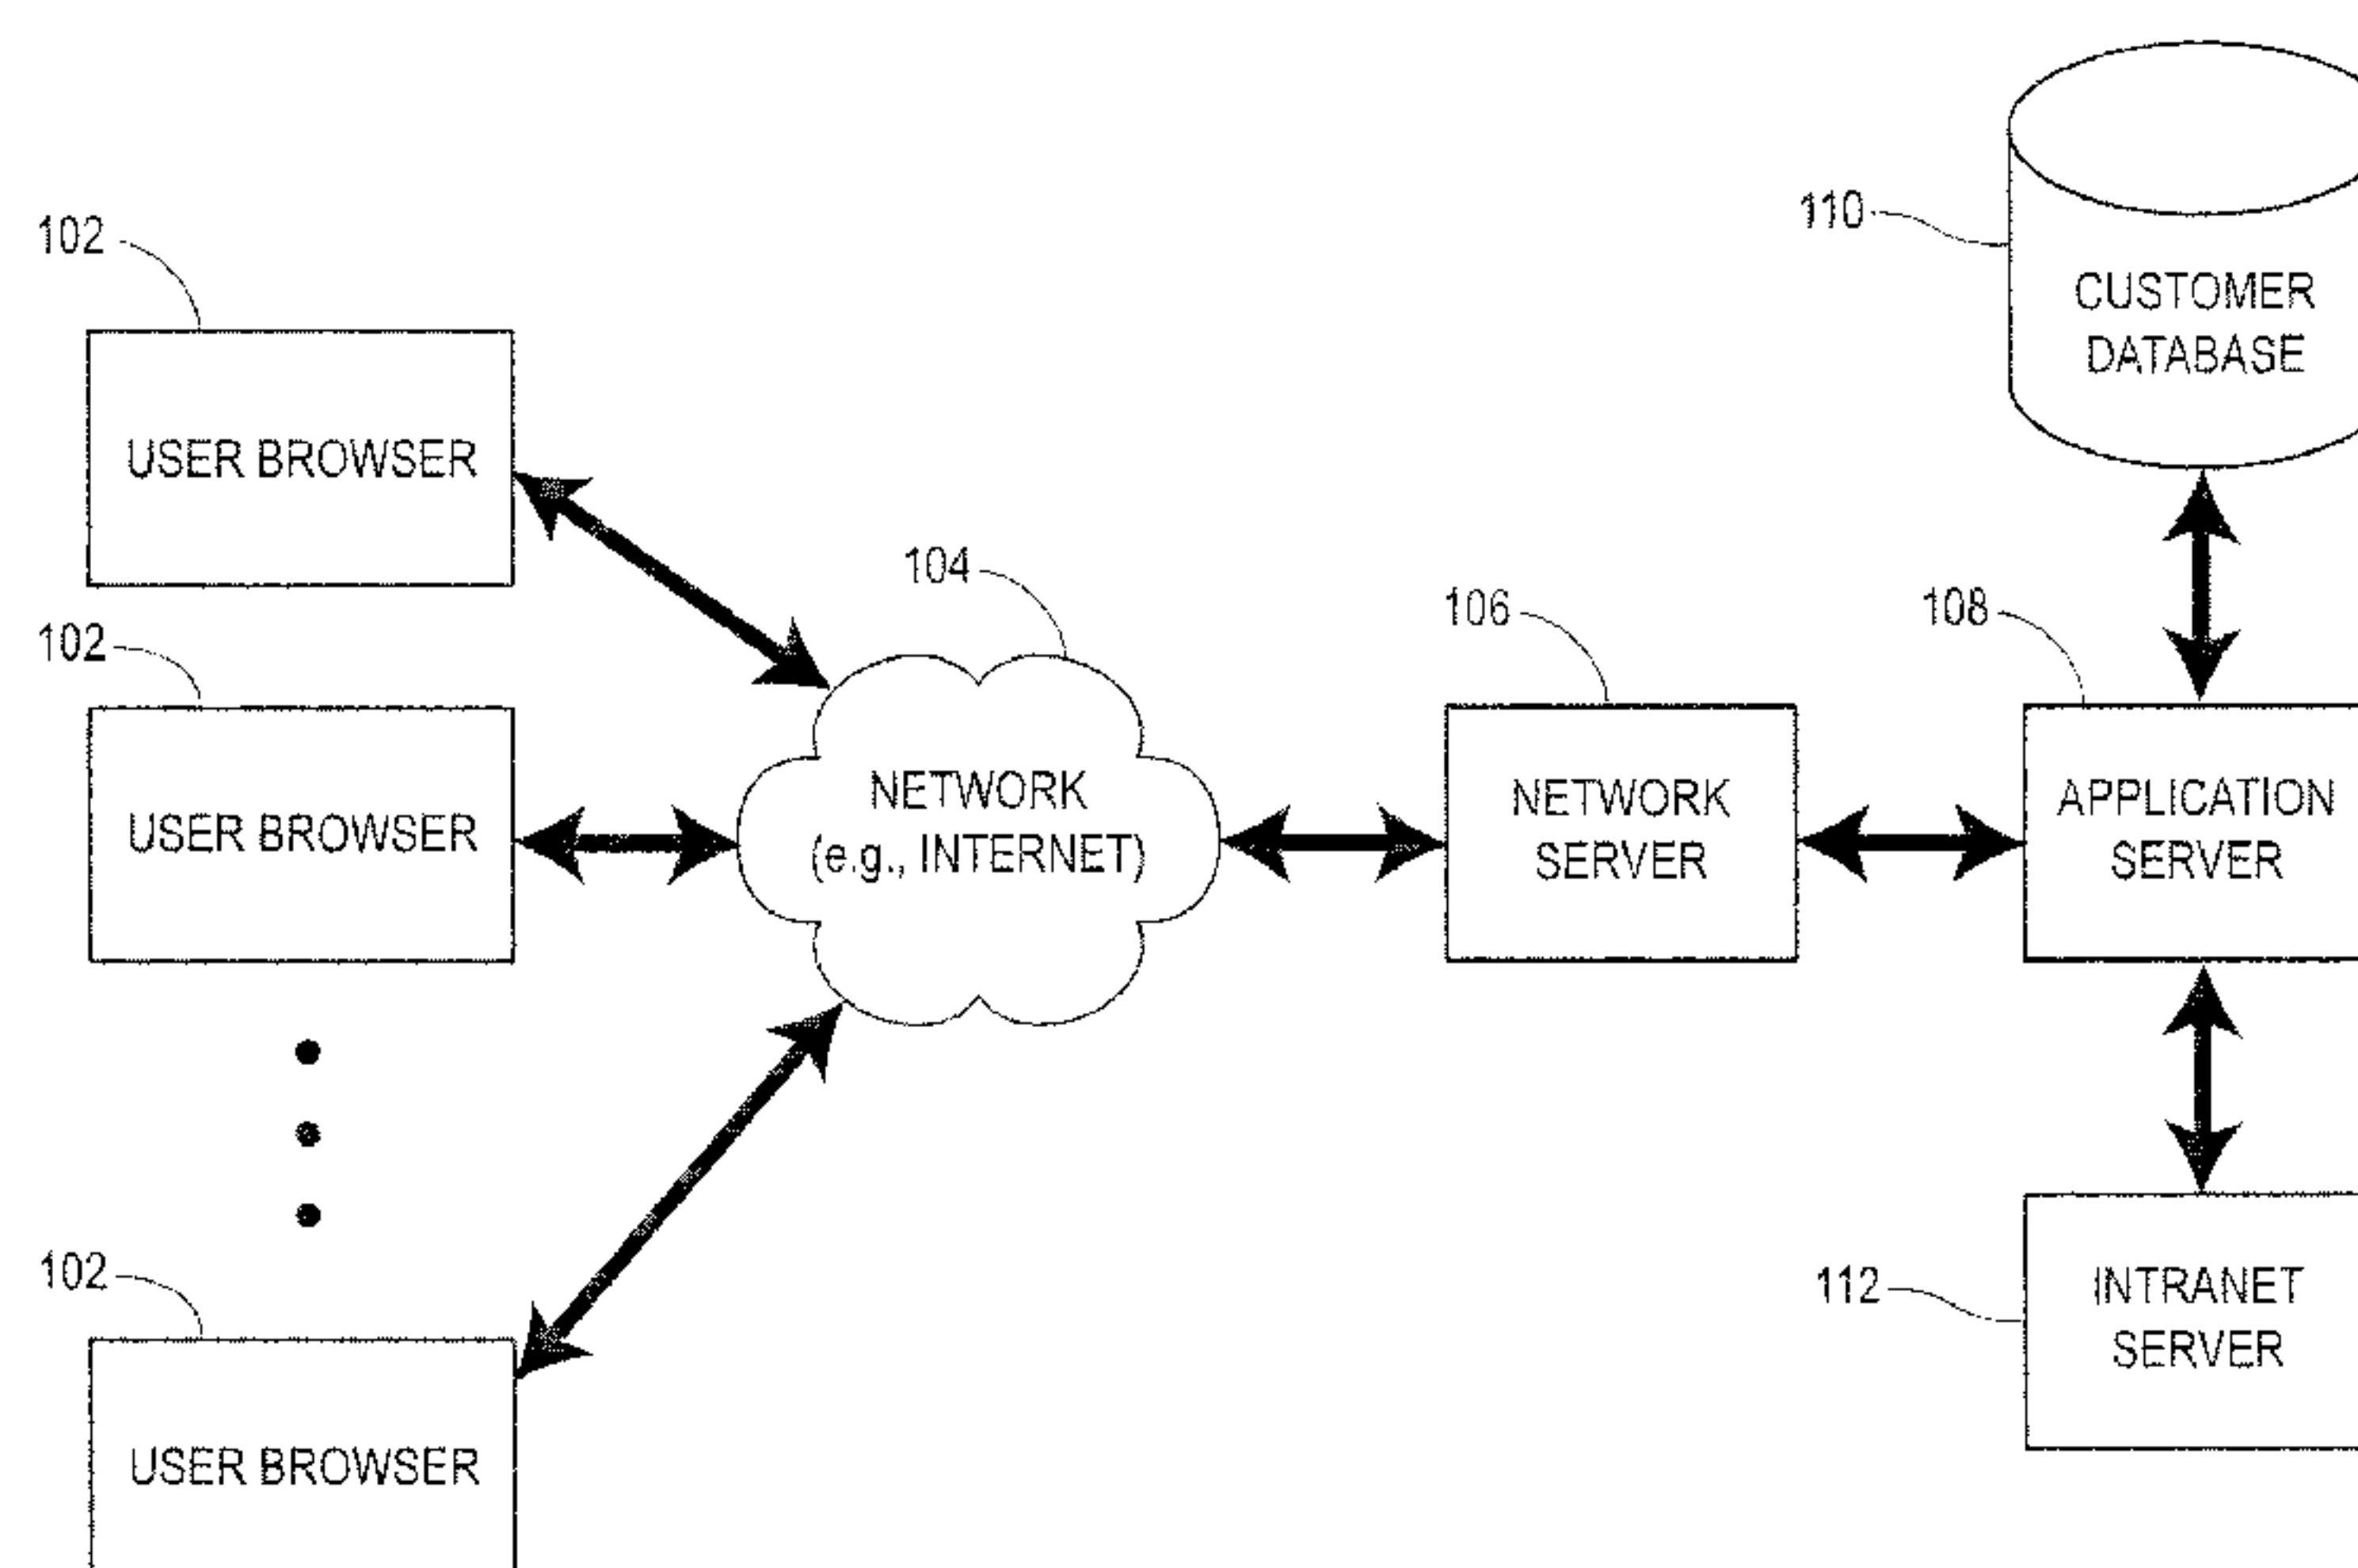 110
CUSTOMER
DATABASE
102
USER BROWSER
104
106
108
102
USER BROWSER
NETWORK
(e.g., INTERNET)
NETWORK
SERVER
APPLICATION
SERVER
102
USER BROWSER
112
INTRANET
SERVER